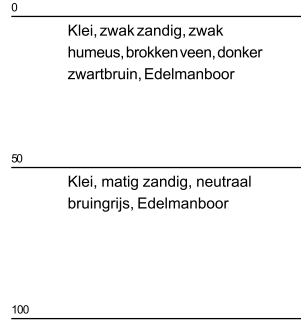 0
Klei, zwak zandig, zwak
humeus, brokken veen, donker
zwartbruin, Edelmanboor
50
Klei, matig zandig, neutraal
bruingrijs, Edelmanboor
100